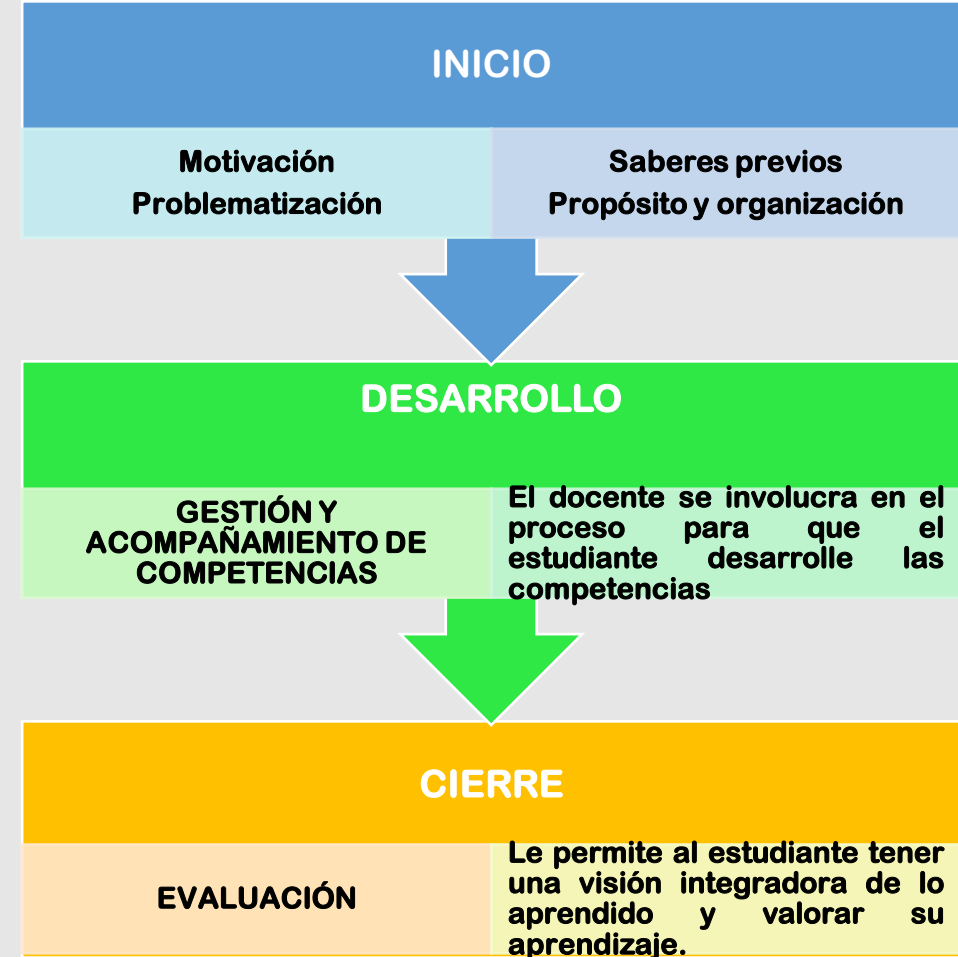 INICIO
Motivación
Problematización
Saberes previos
Propósito y organización
DESARROLLO
GESTIÓN Y
ACOMPAÑAMIENTO DE
COMPETENCIAS
El docente se involucra en el
proceso para que el
estudiante desarrolle las
competencias
CIERRE
EVALUACIÓN
Le permite al estudiante tener
una visión integradora de lo
aprendido y valorar su
aprendizaje.